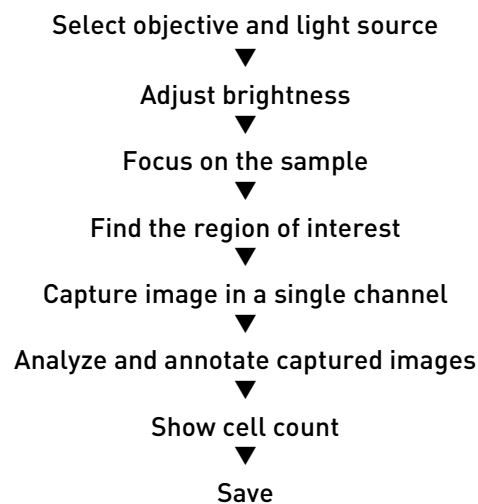 Select objective and light source
Adjust brightness
Focus on the sample
Find the region of interest
Capture image in a single channel
Analyze and annotate captured images
Show cell count
Save